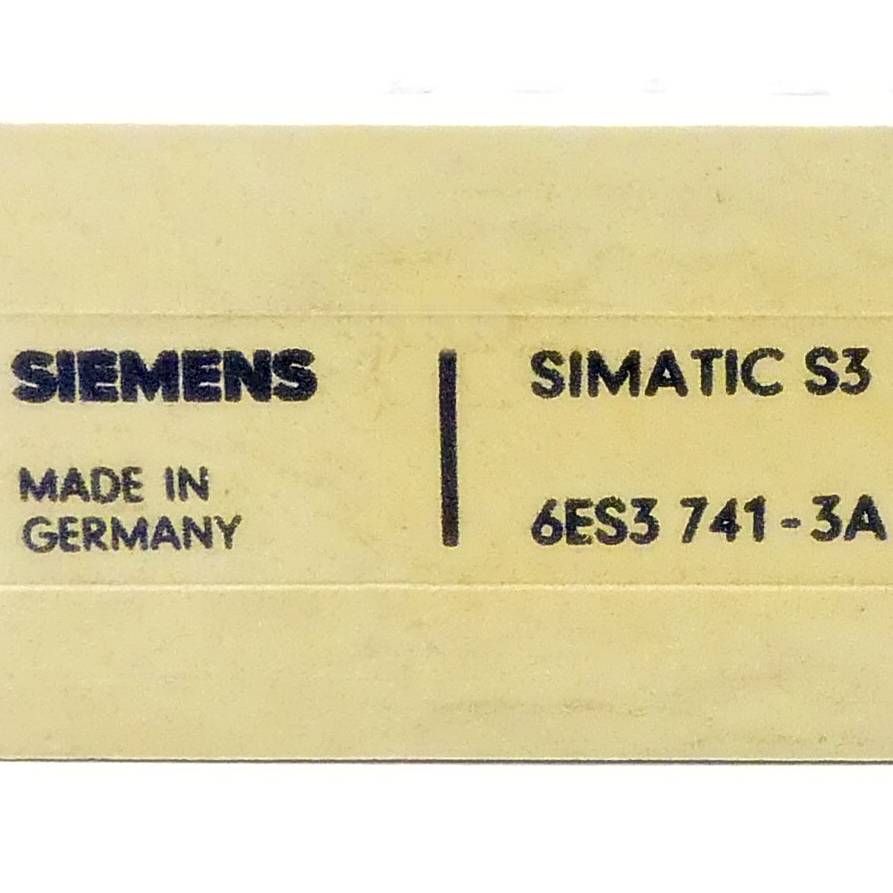 SIEMENS
MADE IN
GERMANY
SIMATIC S3
6ES3 741-3A